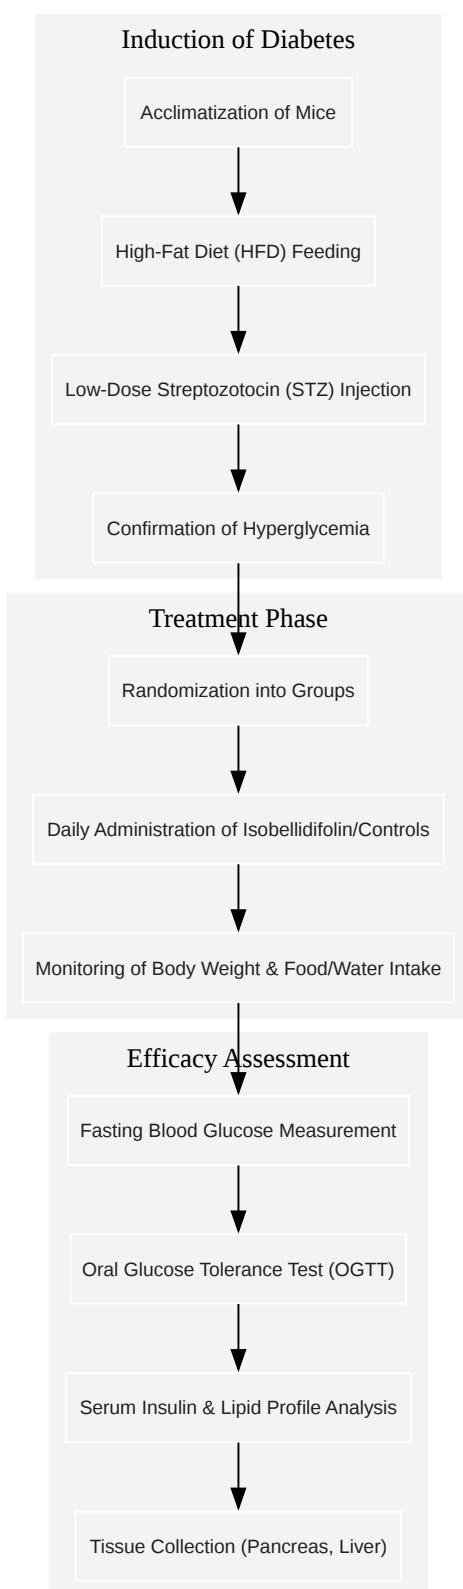 Induction of Diabetes
Acclimatization of Mice
High-Fat Diet (HFD) Feeding
Low-Dose Streptozotocin (STZ) Injection
Confirmation of Hyperglycemia
Treatment Phase
Randomization into Groups
Daily Administration of Isobellidifolin/Controls
Monitoring of Body Weight & Food/Water Intake
Efficacy Assessment
Fasting Blood Glucose Measurement
Oral Glucose Tolerance Test (OGTT)
Serum Insulin & Lipid Profile Analysis
Tissue Collection (Pancreas, Liver)